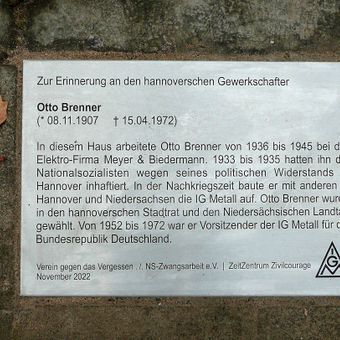 Zur Erinnerung an den hannoverschen Gewerkschafter
Otto Brenner
(* 08.11.1907 † 15.04.1972)
In diesem Haus arbeitete Otto Brenner von 1936 bis 1945 bei d
Elektro-Firma Meyer & Biedermann. 1933 bis 1935 hatten ihn d
Nationalsozialisten wegen seines politischen Widerstands
Hannover inhaftiert. In der Nachkriegszeit baute er mit anderen
Hannover und Niedersachsen die IG Metall auf. Otto Brenner wur
in den hannoverschen Stadtrat und den Niedersächsischen Landta
gewählt. Von 1952 bis 1972 war er Vorsitzender der IG Metall für d
Bundesrepublik Deutschland.
Verein gegen das Vergessen ./. NS-Zwangsarbeit e.V. | ZeitZentrum Zivilcourage
November 2022
IGM